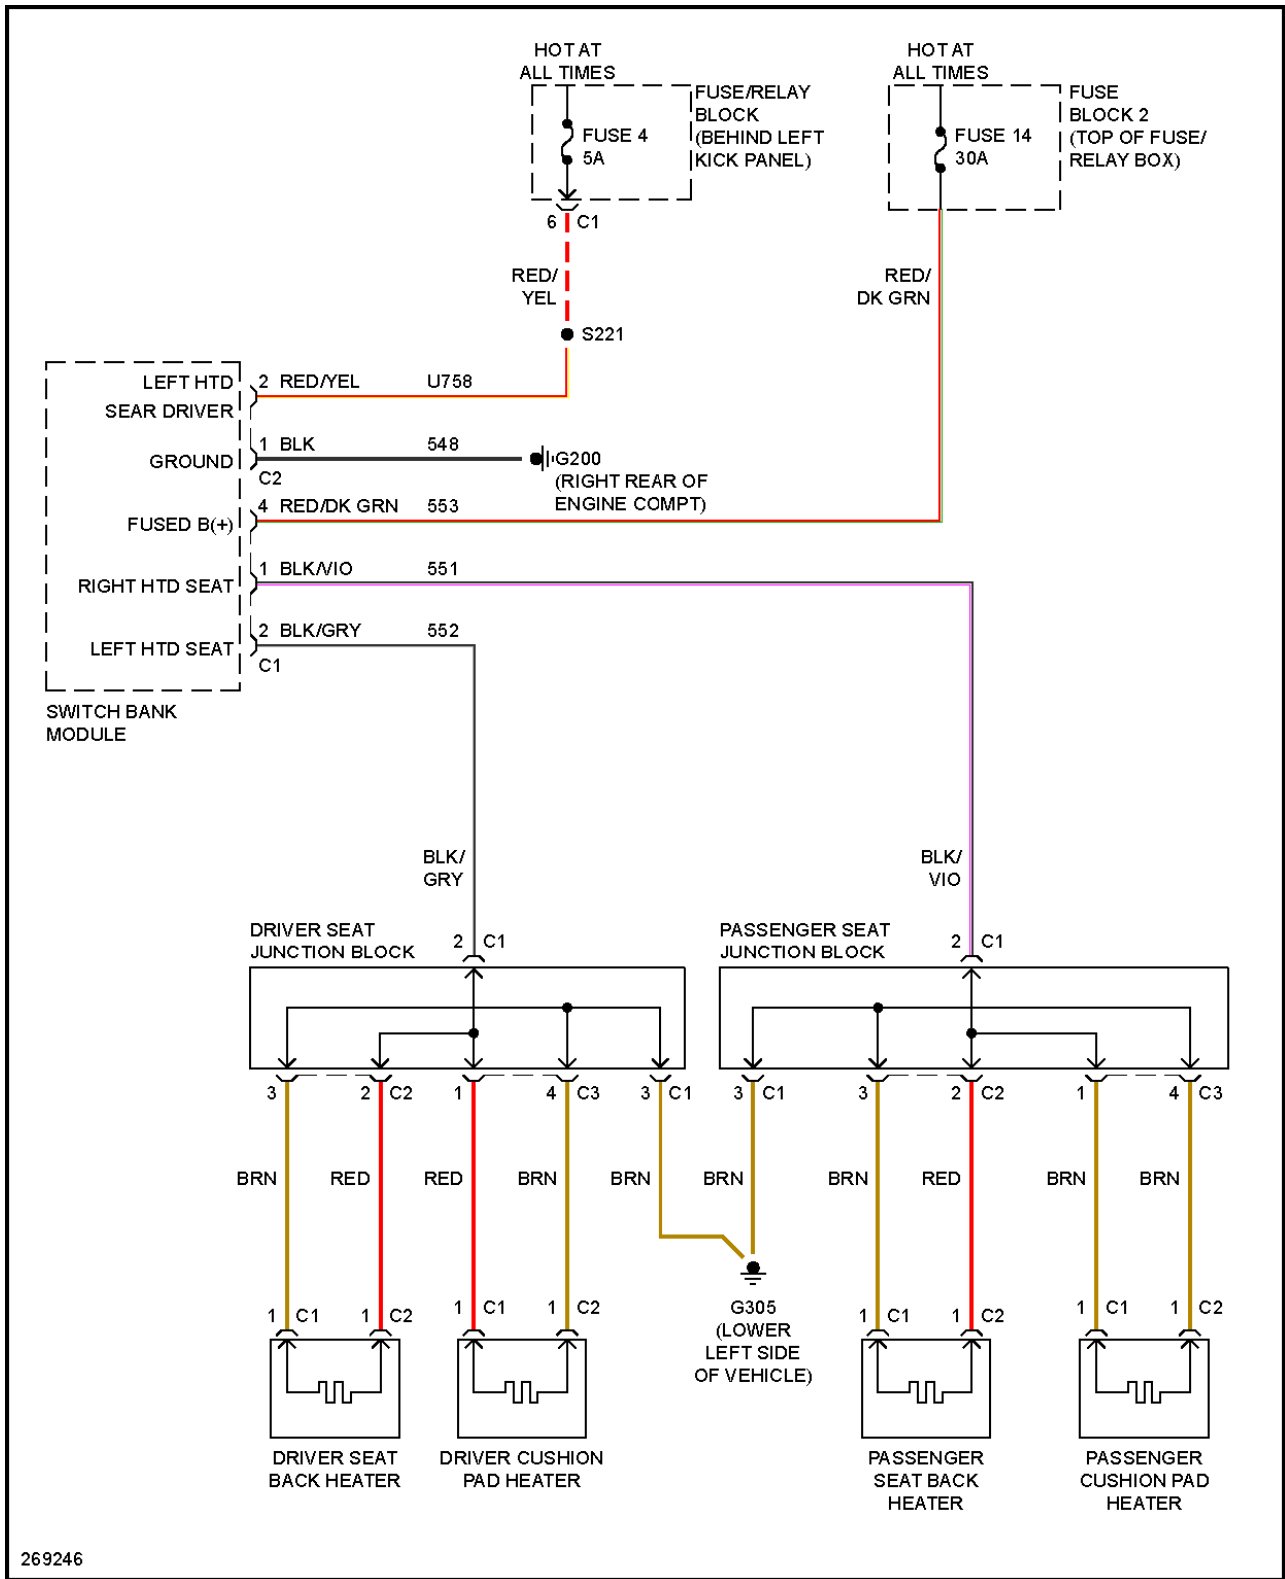 HOT AT
ALL TIMES
HOT AT
ALL TIMES
FUSE/RELAY
BLOCK
(BEHIND LEFT
KICK PANEL)
FUSE 4
5A
FUSE
BLOCK 2
(TOP OF FUSE/
RELAY BOX)
FUSE 14
30A
6 C1
RED/
YEL
RED/
DK GRN
S221
LEFT HTD
SEAR DRIVER
2 RED/YEL U758
GROUND
1 BLK 548
C2
G200
(RIGHT REAR OF
ENGINE COMPT)
FUSED B(+)
4 RED/DK GRN 553
RIGHT HTD SEAT
1 BLK/VIO 551
LEFT HTD SEAT
2 BLK/GRY 552
C1
SWITCH BANK
MODULE
BLK/
GRY
BLK/
VIO
DRIVER SEAT
JUNCTION BLOCK
2 C1
PASSENGER SEAT
JUNCTION BLOCK
2 C1
3 2 C2 1 4 C3 3 C1 3 C1 3 2 C2 1 4 C3
BRN RED RED BRN BRN BRN BRN RED BRN BRN
G305
(LOWER
LEFT SIDE
OF VEHICLE)
1 C1 1 C2 1 C1 1 C2 1 C1 1 C2 1 C1 1 C2
DRIVER SEAT
BACK HEATER
DRIVER CUSHION
PAD HEATER
PASSENGER
SEAT BACK
HEATER
PASSENGER
CUSHION PAD
HEATER
269246